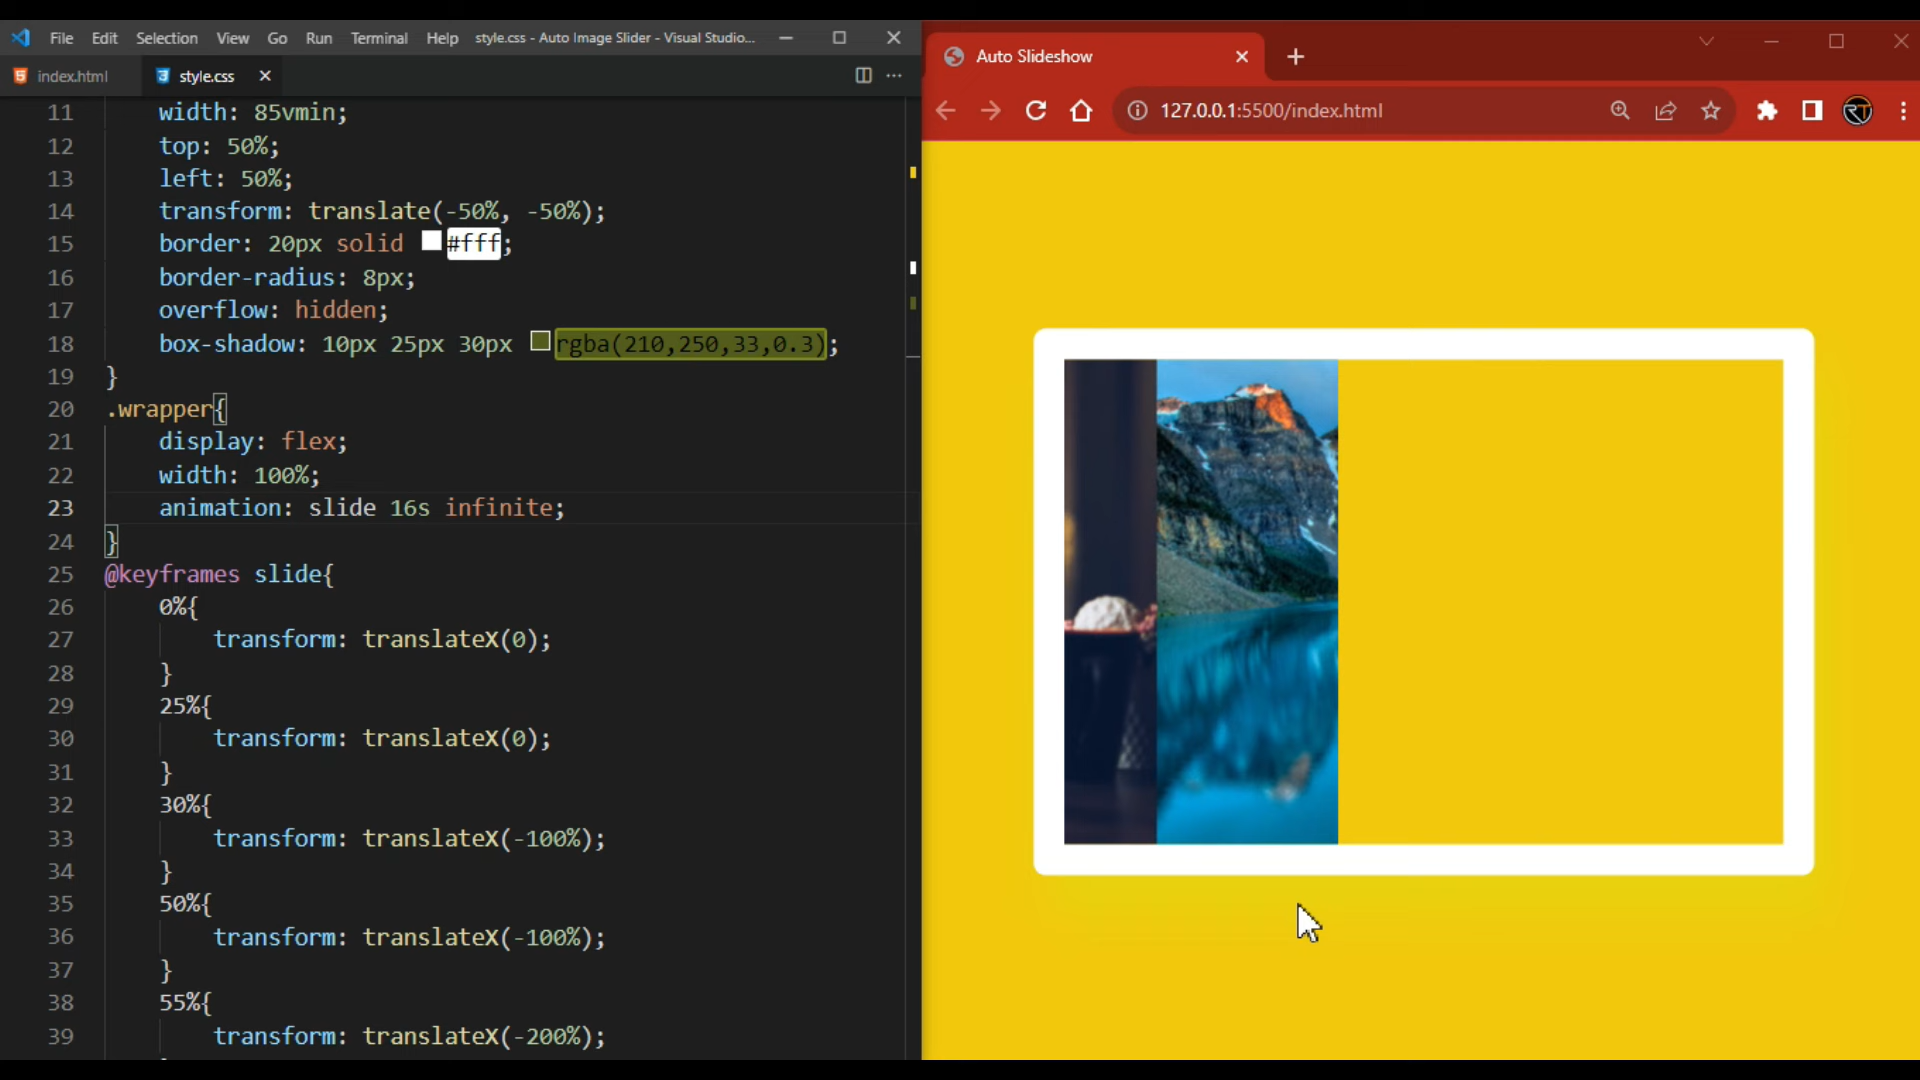 File Edit Selection View Go Run Terminal Help style.css - Auto Image Slider - Visual Studio...
index.html style.css
11 width: 85vmin;
12 top: 50%;
13 left: 50%;
14 transform: translate(-50%, -50%);
15 border: 20px solid #fff;
16 border-radius: 8px;
17 overflow: hidden;
18 box-shadow: 10px 25px 30px rgba(210,250,33,0.3);
19 }
20 .wrapper{
21 display: flex;
22 width: 100%;
23 animation: slide 16s infinite;
24 }
25 @keyframes slide{
26 0%{
27 transform: translateX(0);
28 }
29 25%{
30 transform: translateX(0);
31 }
32 30%{
33 transform: translateX(-100%);
34 }
35 50%{
36 transform: translateX(-100%);
37 }
38 55%{
39 transform: translateX(-200%);
Auto Slideshow
127.0.0.1:5500/index.html
RT